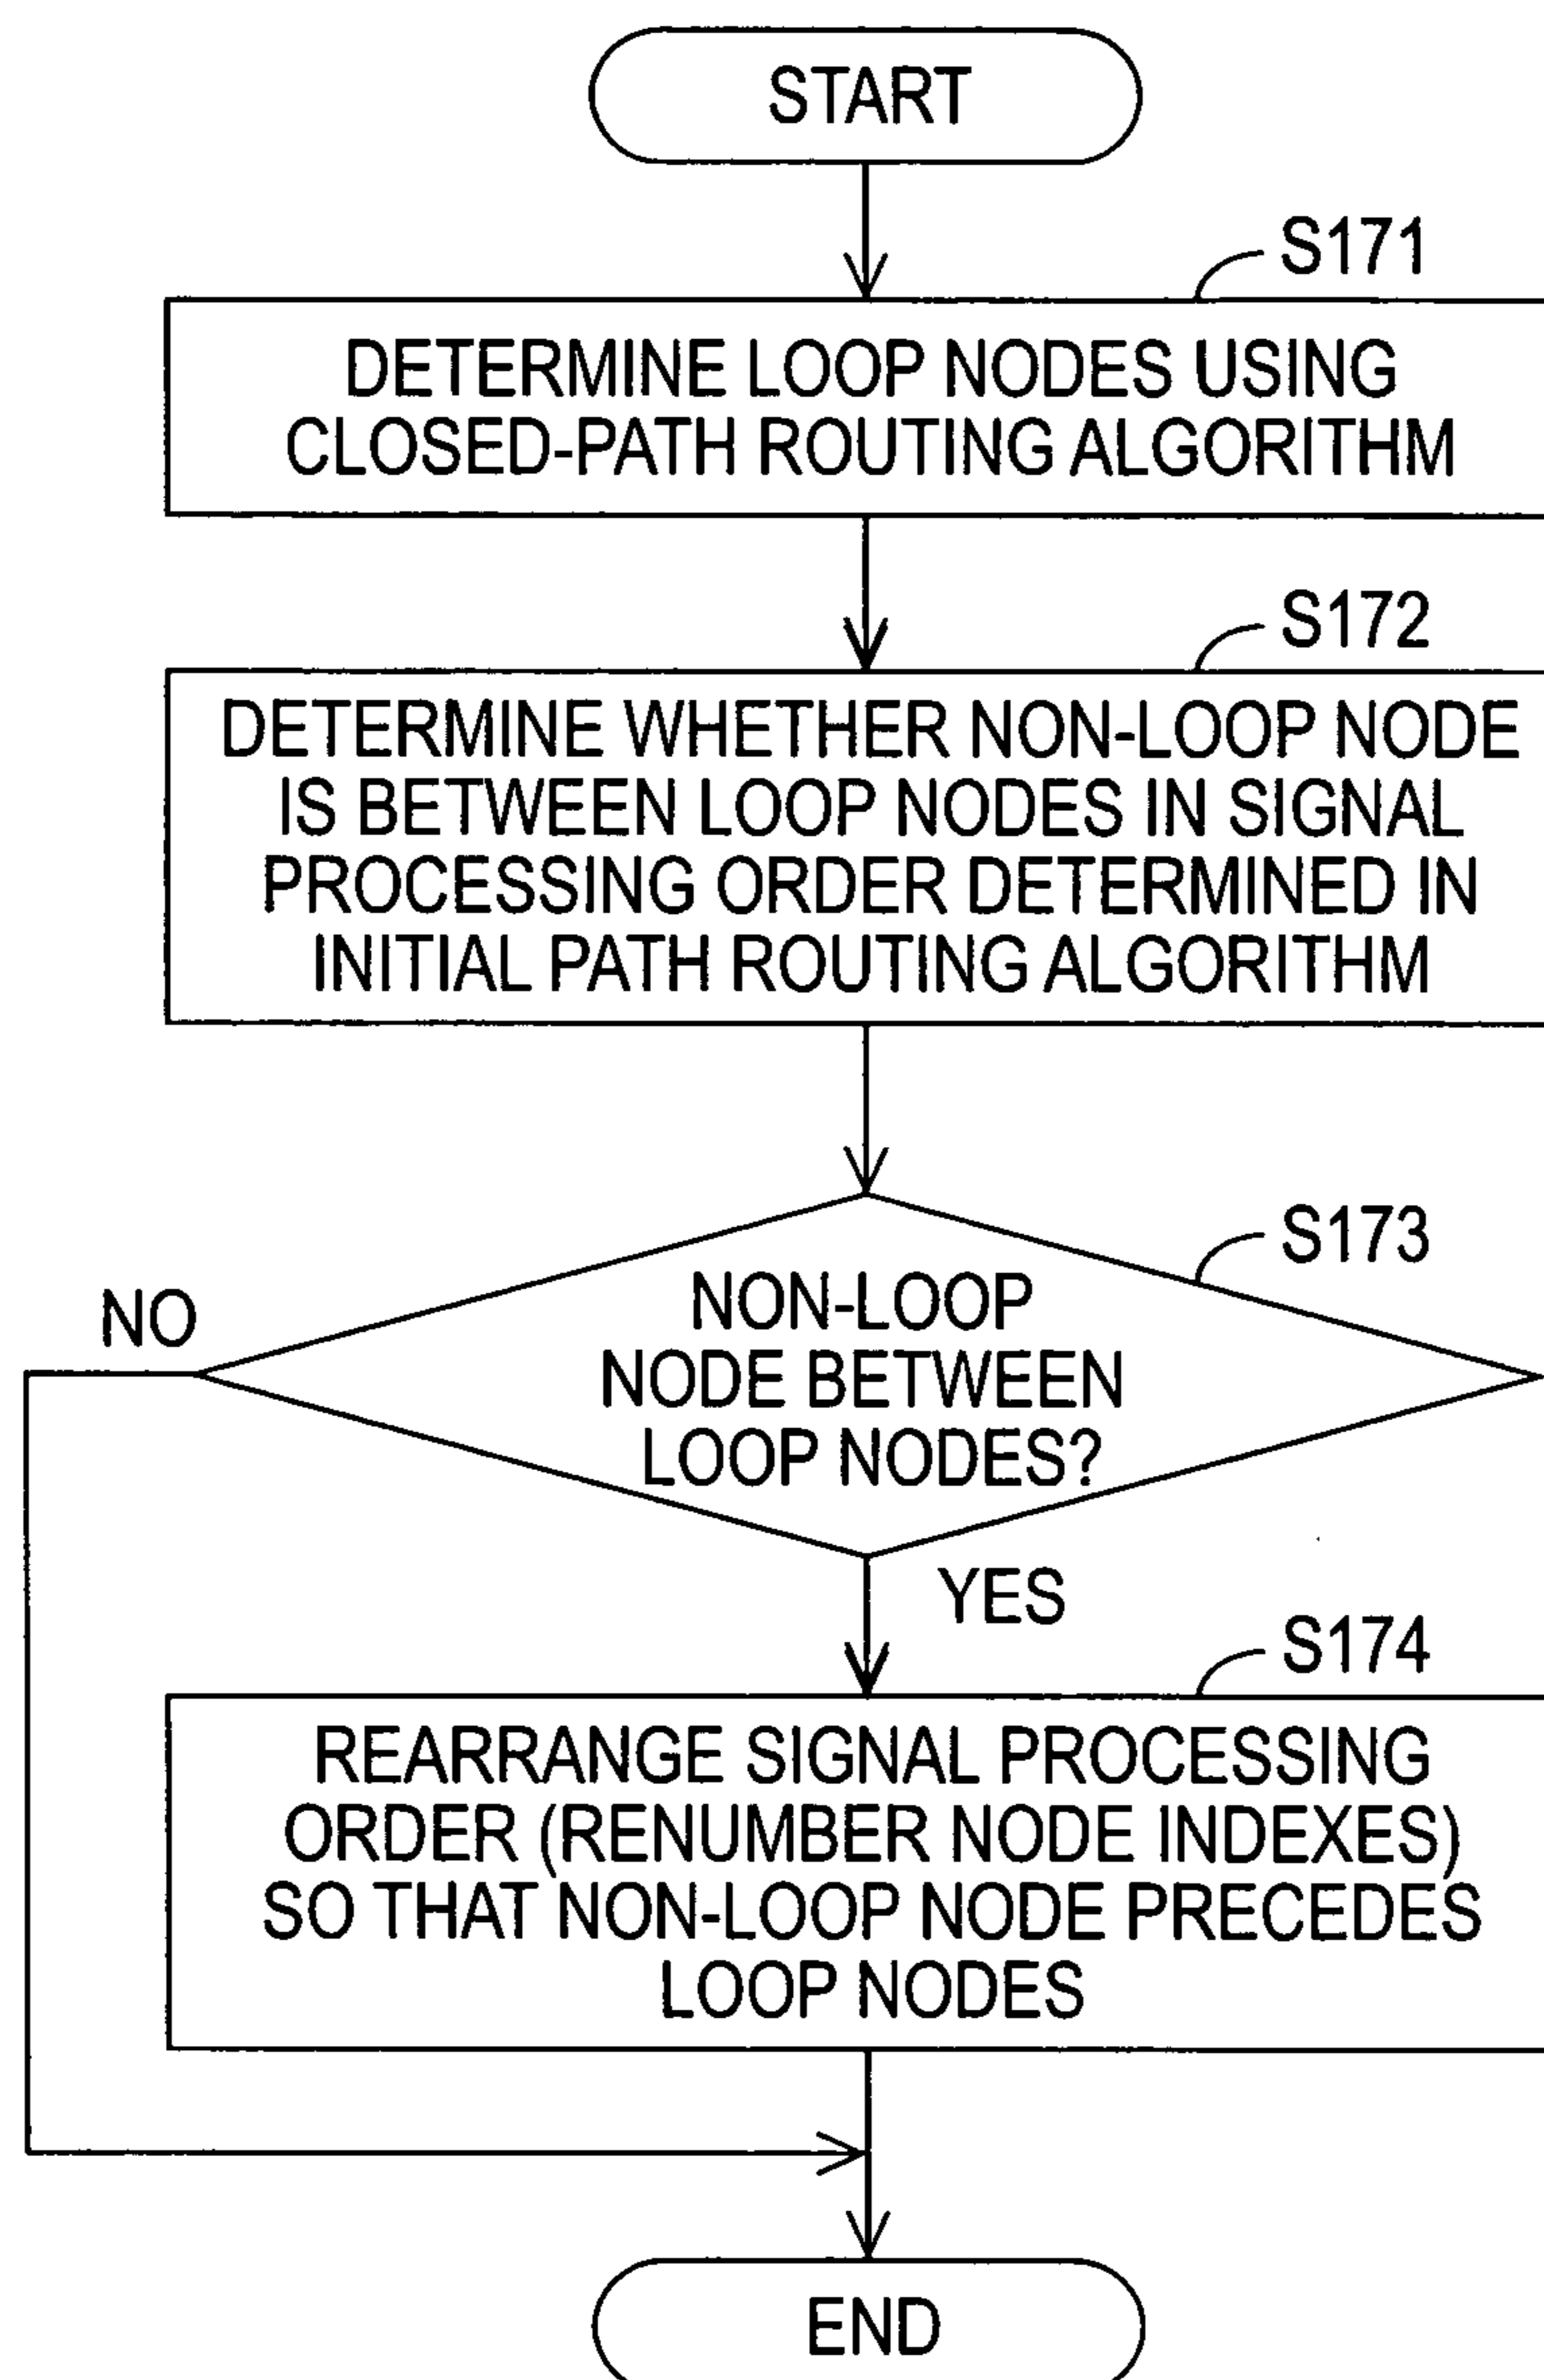 START
S171
DETERMINE LOOP NODES USING
CLOSED-PATH ROUTING ALGORITHM
S172
DETERMINE WHETHER NON-LOOP NODE
IS BETWEEN LOOP NODES IN SIGNAL
PROCESSING ORDER DETERMINED IN
INITIAL PATH ROUTING ALGORITHM
S173
NO
NON-LOOP
NODE BETWEEN
LOOP NODES?
YES
S174
REARRANGE SIGNAL PROCESSING
ORDER (RENUMBER NODE INDEXES)
SO THAT NON-LOOP NODE PRECEDES
LOOP NODES
END